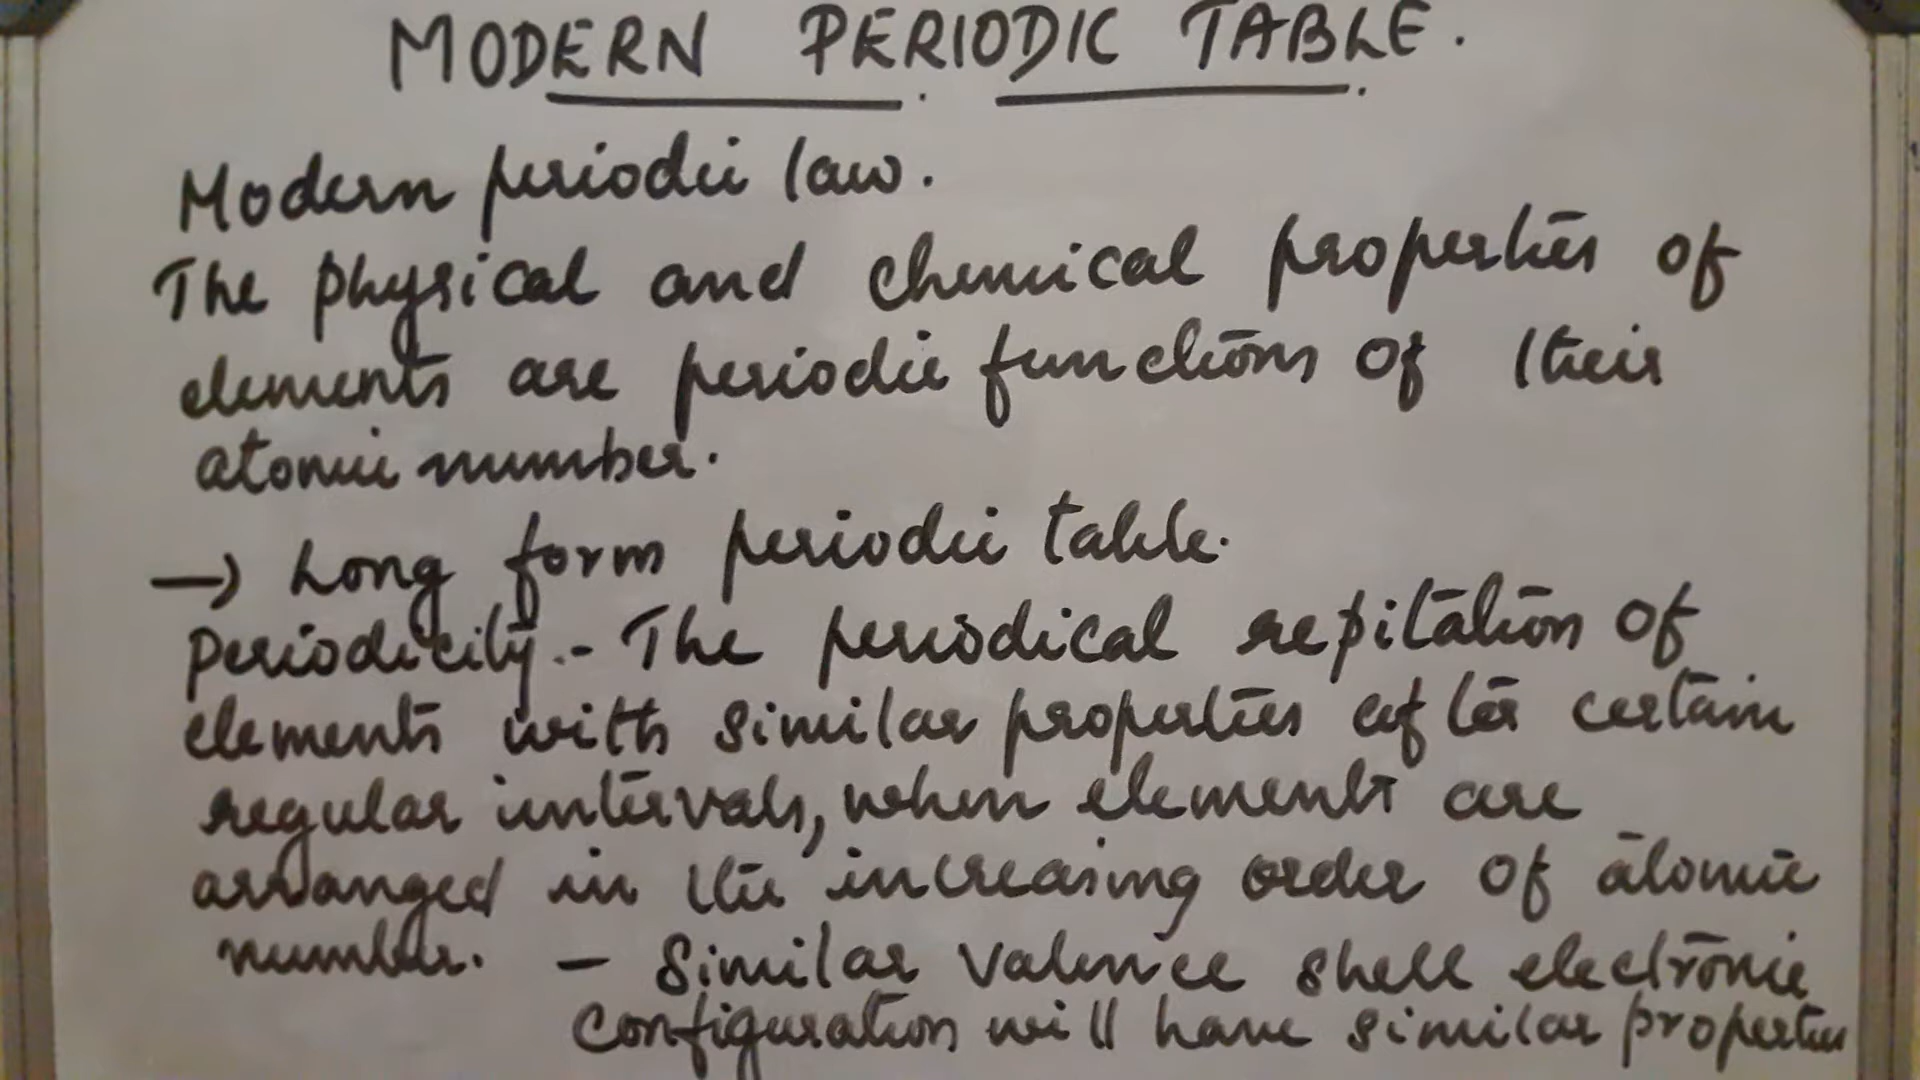 MODERN PERIODIC TABLE.
Modern periodic law.
The physical and chemical properties of
elements are periodic functions of their
atomic number.
→ Long form periodic table.
Periodicity.- The periodical repitation of
elements with similar properties after certain
regular intervals, when elements are
arranged in the increasing order of atomic
number. - Similar valence shell electronic
configuration will have similar properties